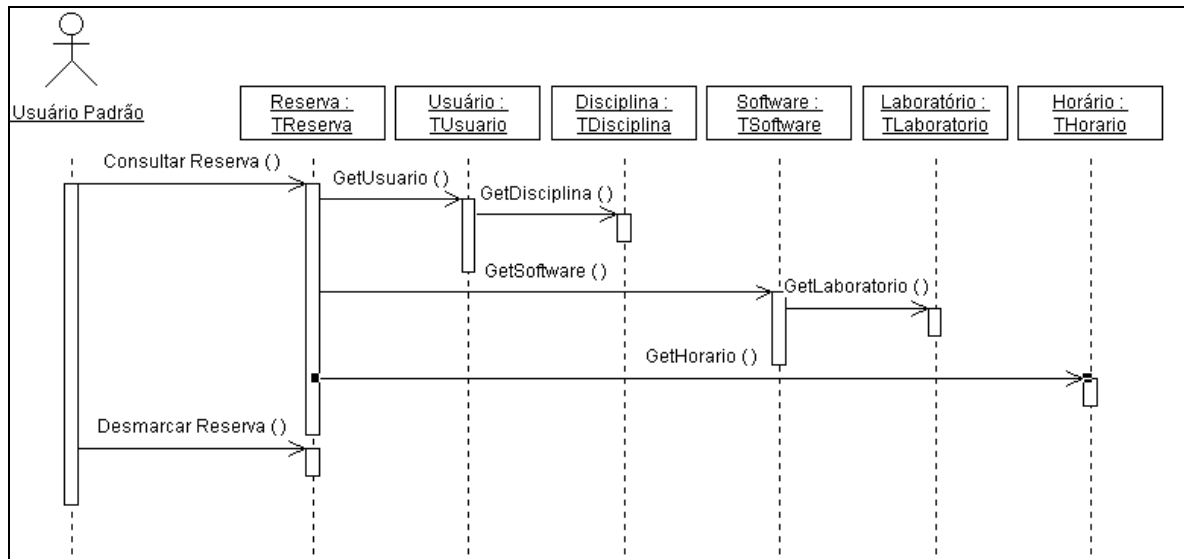 Usuário Padrão
Reserva :
TReserva
Usuário :
TUsuario
Disciplina :
TDisciplina
Software :
TSoftware
Laboratório :
TLaboratorio
Horário :
THorario
Consultar Reserva ( )
GetUsuario ( )
GetDisciplina ( )
GetSoftware ( )
GetLaboratorio ( )
GetHorario ( )
Desmarcar Reserva ( )